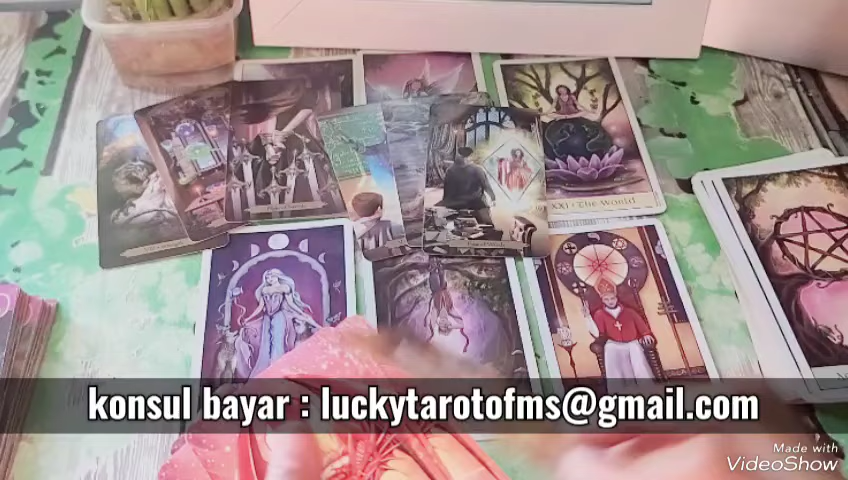 XXI • The World
konsul bayar : luckytarotofms@gmail.com
Made with
VideoShow